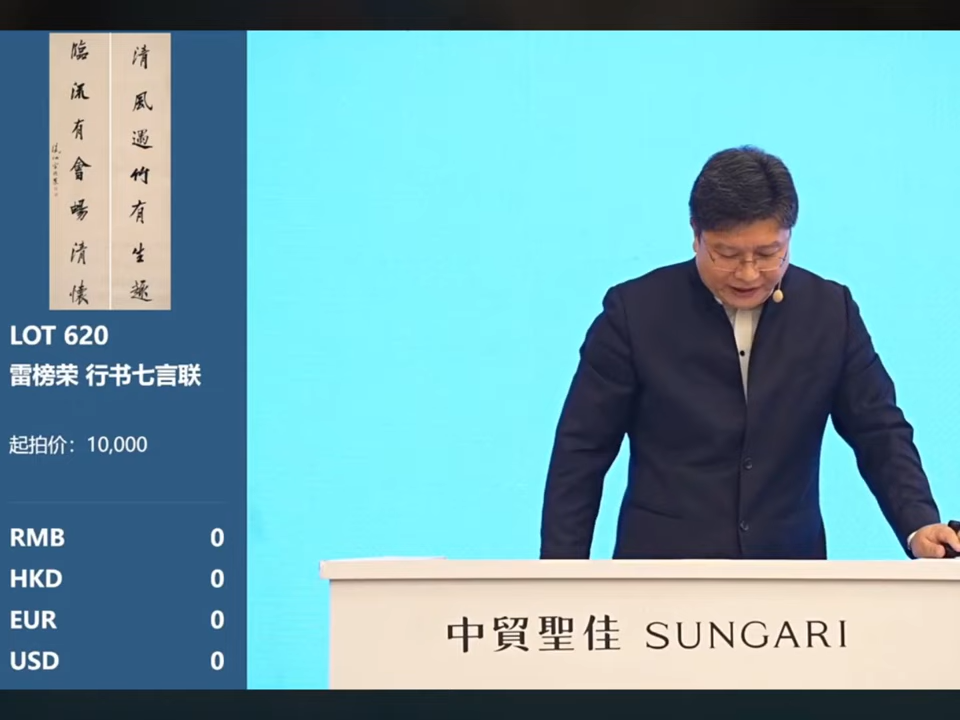 清風遇竹有生趣
臨流有會暢清懷
LOT 620
雷榜荣 行书七言联
起拍价：10,000
RMB 0
HKD 0
EUR 0
USD 0
中貿聖佳 SUNGARI